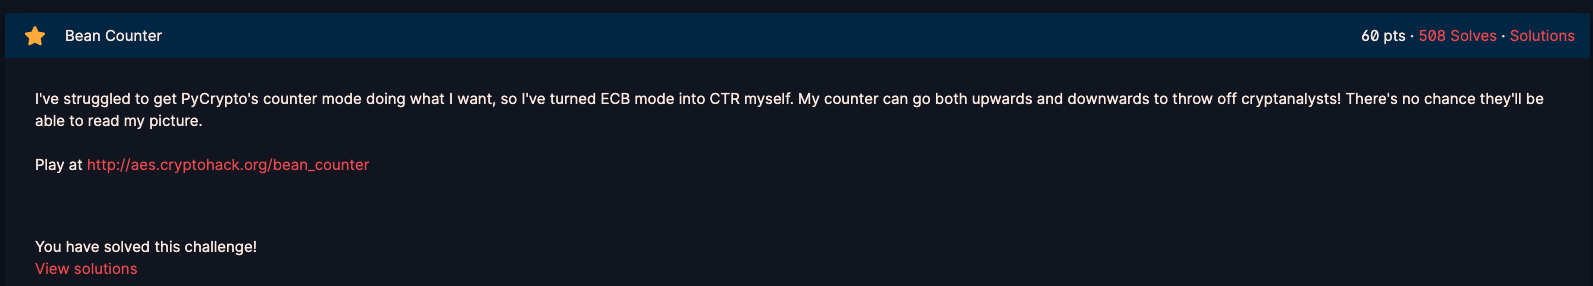 Bean Counter 60 pts · 508 Solves · Solutions
I've struggled to get PyCrypto's counter mode doing what I want, so I've turned ECB mode into CTR myself. My counter can go both upwards and downwards to throw off cryptanalysts! There's no chance they'll be
able to read my picture.
Play at http://aes.cryptohack.org/bean_counter
You have solved this challenge!
View solutions